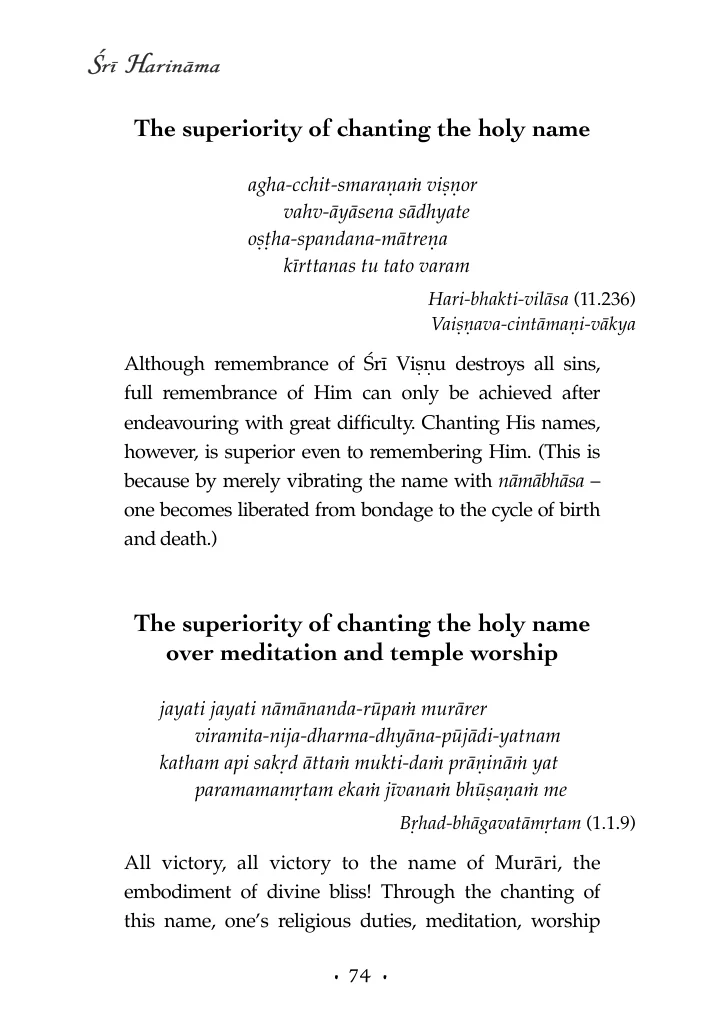 Śrī Harināma
The superiority of chanting the holy name
agha-cchit-smaraṇaṁ viṣṇor
vahv-āyāsena sādhyate
oṣṭha-spandana-mātreṇa
kīrttanas tu tato varam
Hari-bhakti-vilāsa (11.236)
Vaiṣṇava-cintāmaṇi-vākya
Although remembrance of Śrī Viṣṇu destroys all sins,
full remembrance of Him can only be achieved after
endeavouring with great difficulty. Chanting His names,
however, is superior even to remembering Him. (This is
because by merely vibrating the name with nāmābhāsa –
one becomes liberated from bondage to the cycle of birth
and death.)
The superiority of chanting the holy name
over meditation and temple worship
jayati jayati nāmānanda-rūpaṁ murārer
viramita-nija-dharma-dhyāna-pūjādi-yatnam
katham api sakṛd āttaṁ mukti-daṁ prāṇināṁ yat
paramamamṛtam ekaṁ jīvanaṁ bhūṣaṇaṁ me
Bṛhad-bhāgavatāmṛtam (1.1.9)
All victory, all victory to the name of Murāri, the
embodiment of divine bliss! Through the chanting of
this name, one’s religious duties, meditation, worship
• 74 •